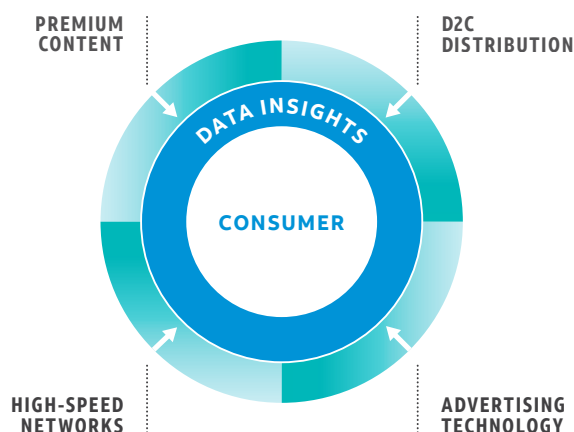 PREMIUM
CONTENT
D2C
DISTRIBUTION
DATA INSIGHTS
CONSUMER
HIGH-SPEED
NETWORKS
ADVERTISING
TECHNOLOGY